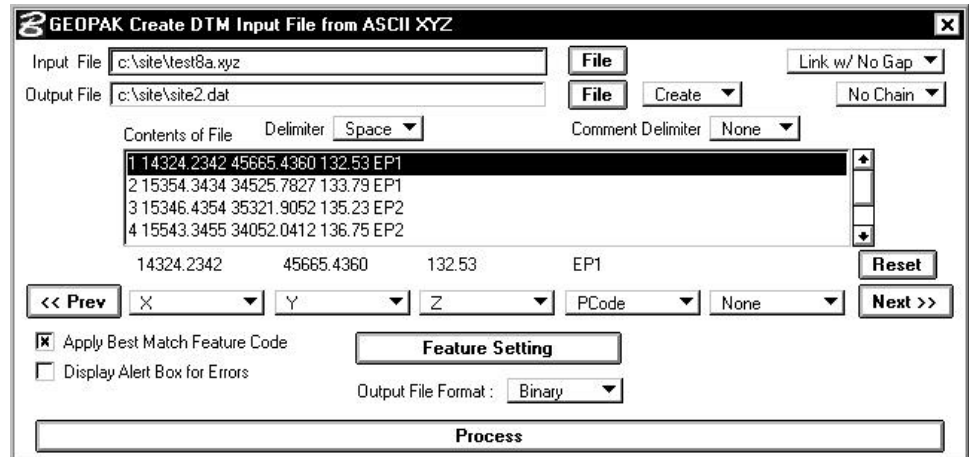 GEOPAK Create DTM Input File from ASCII XYZ
Input File c:\site\test8a.xyz File Link w/ No Gap
Output File c:\site\site2.dat File Create No Chain
Contents of File Delimiter Space Comment Delimiter None
1 14324.2342 45665.4360 132.53 EP1
2 15354.3434 34525.7827 133.79 EP1
3 15346.4354 35321.9052 135.23 EP2
4 15543.3455 34052.0412 136.75 EP2
14324.2342 45665.4360 132.53 EP1 Reset
<< Prev X Y Z PCode None Next >>
Apply Best Match Feature Code Feature Setting
Display Alert Box for Errors
Output File Format : Binary
Process